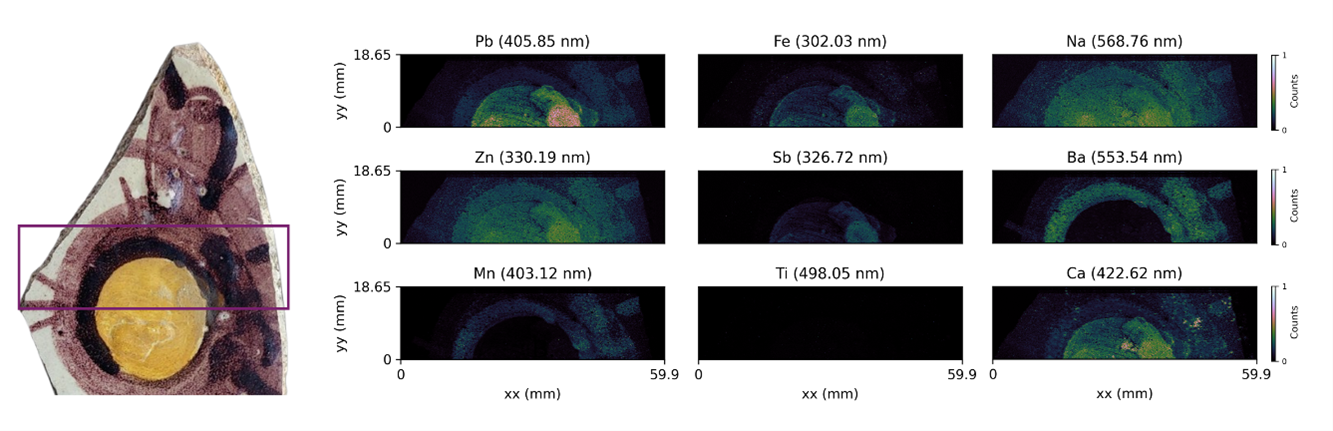 Pb (405.85 nm)
Fe (302.03 nm)
Na (568.76 nm)
18.65
yy (mm)
0
1
Counts
0
Zn (330.19 nm)
Sb (326.72 nm)
Ba (553.54 nm)
18.65
yy (mm)
0
1
Counts
0
Mn (403.12 nm)
Ti (498.05 nm)
Ca (422.62 nm)
18.65
yy (mm)
0
1
Counts
0
0
59.9
0
59.9
0
59.9
xx (mm)
xx (mm)
xx (mm)